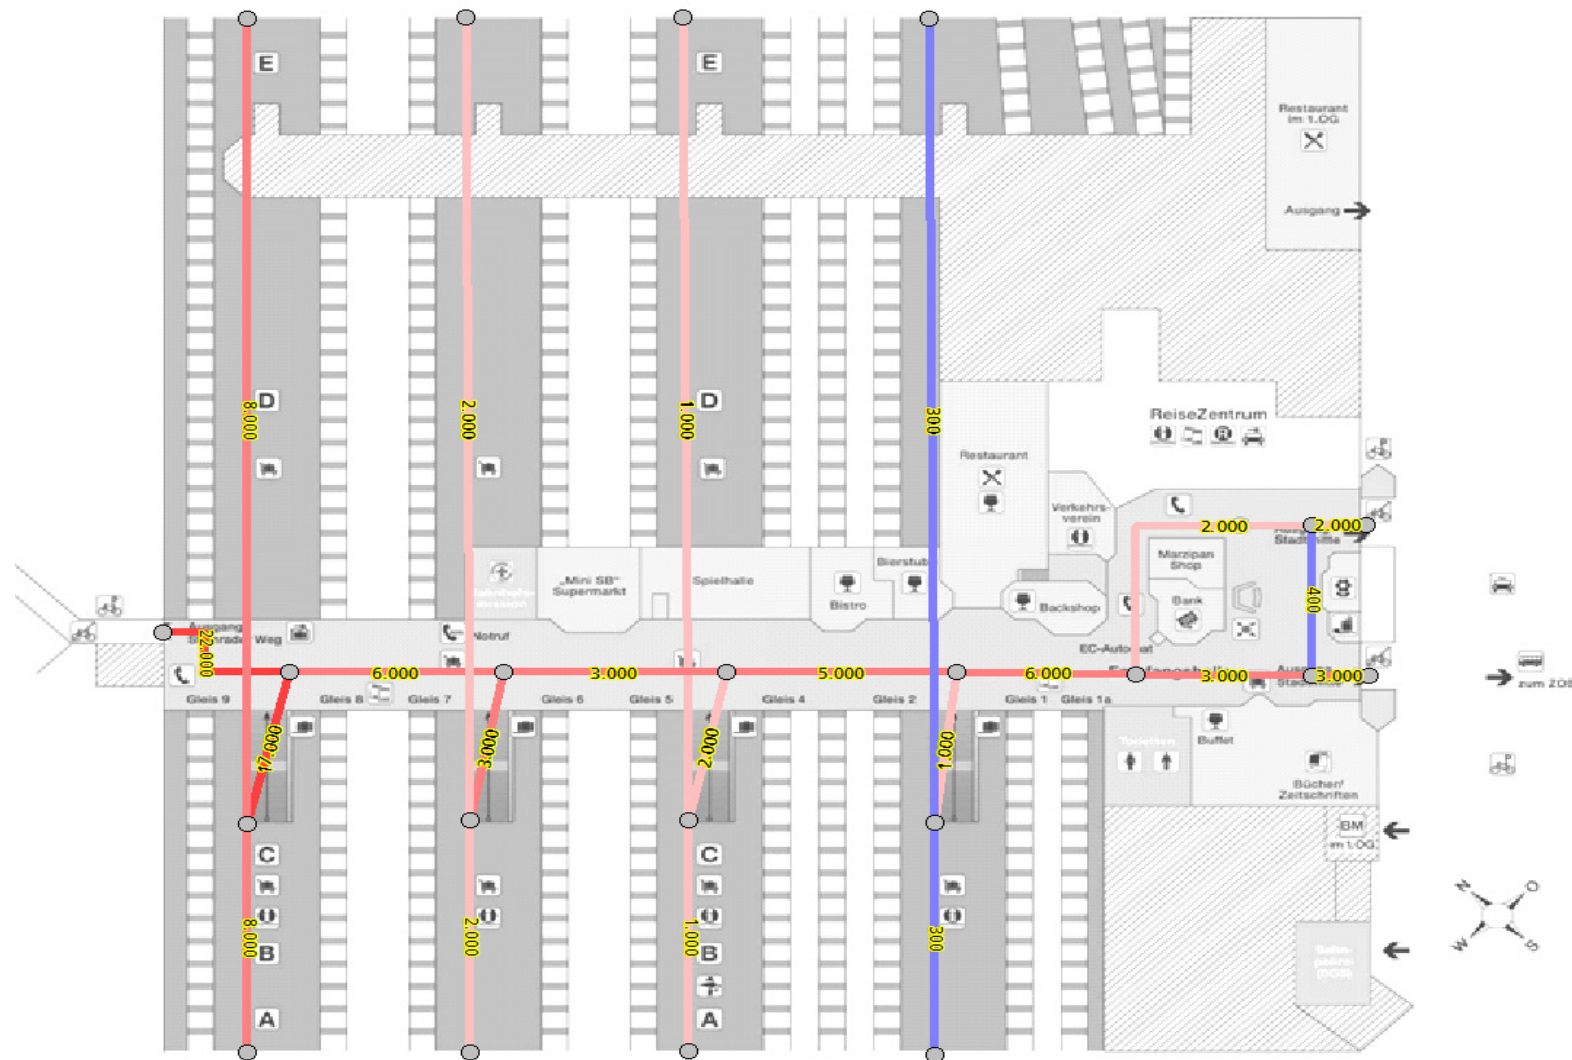 E
E
Restaurant
im 1.OG
Ausgang
D
8.000
2.000
D
1.000
300
ReiseZentrum
Restaurant
Verkehrs-
verein
2.000
2.000
Marzipan
Shop
„Mini SB“
Supermarkt
Spielhalle
Bistro
Backshop
Bank
400
Ausgang
Notruf
22.000
EC-Automat
6.000
3.000
5.000
6.000
3.000
3.000
zum ZOB
Gleis 9
Gleis 8
Gleis 7
Gleis 6
Gleis 5
Gleis 4
Gleis 2
Gleis 1
Gleis 1a
17.000
3.000
2.000
1.000
Toiletten
Buffet
Bücher/
Zeitschriften
BM
im 1.OG
C
C
8.000
2.000
1.000
300
B
B
A
A
N
O
W
S